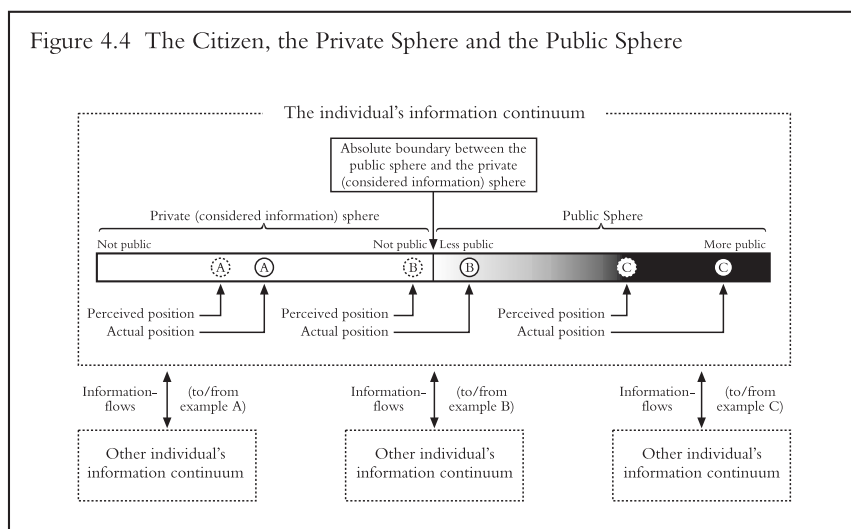 Figure 4.4 The Citizen, the Private Sphere and the Public Sphere
The individual's information continuum
Absolute boundary between the
public sphere and the private
(considered information) sphere
Private (considered information) sphere
Public Sphere
Not public
Not public
Less public
More public
A
A
B
B
C
C
Perceived position
Actual position
Perceived position
Actual position
Perceived position
Actual position
Information-
flows
(to/from
example A)
Information-
flows
(to/from
example B)
Information-
flows
(to/from
example C)
Other individual's
information continuum
Other individual's
information continuum
Other individual's
information continuum